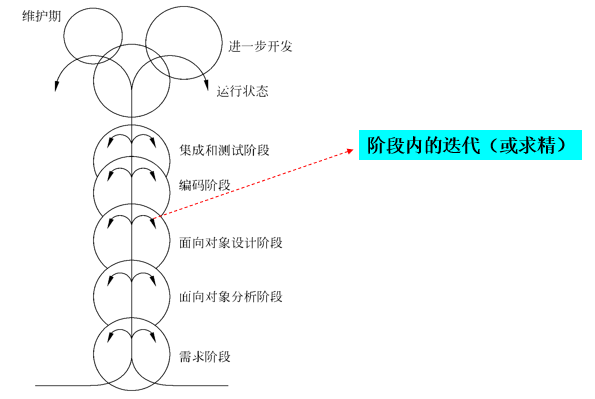 维护期
进一步开发
运行状态
集成和测试阶段
阶段内的迭代（或求精）
编码阶段
面向对象设计阶段
面向对象分析阶段
需求阶段